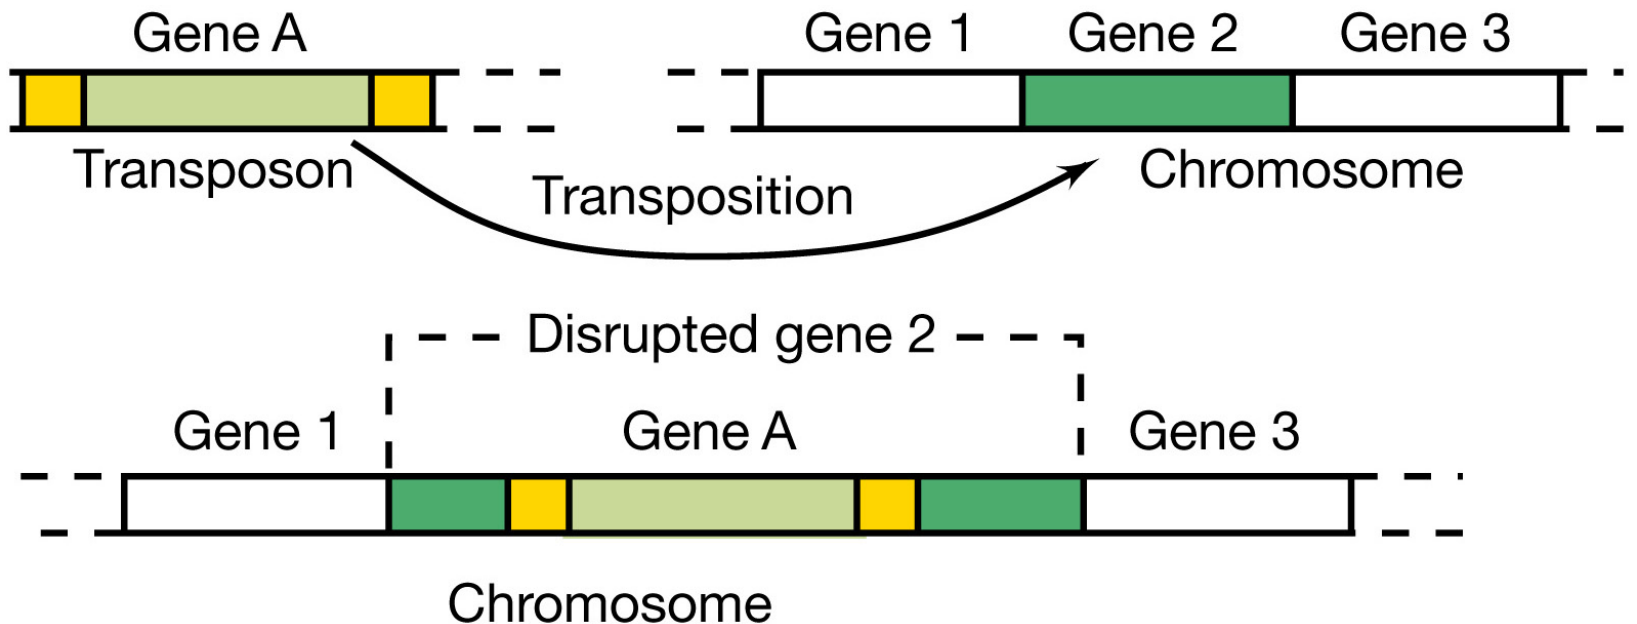 Gene A
Gene 1 Gene 2 Gene 3
Transposon
Transposition
Chromosome
Disrupted gene 2
Gene 1 Gene A Gene 3
Chromosome